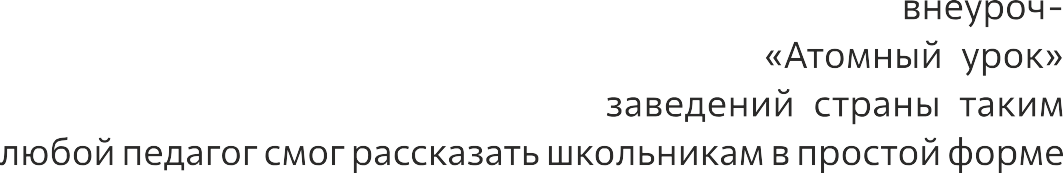 внеуроч-
«Атомный урок»
заведений страны таким
любой педагог смог рассказать школьникам в простой форме